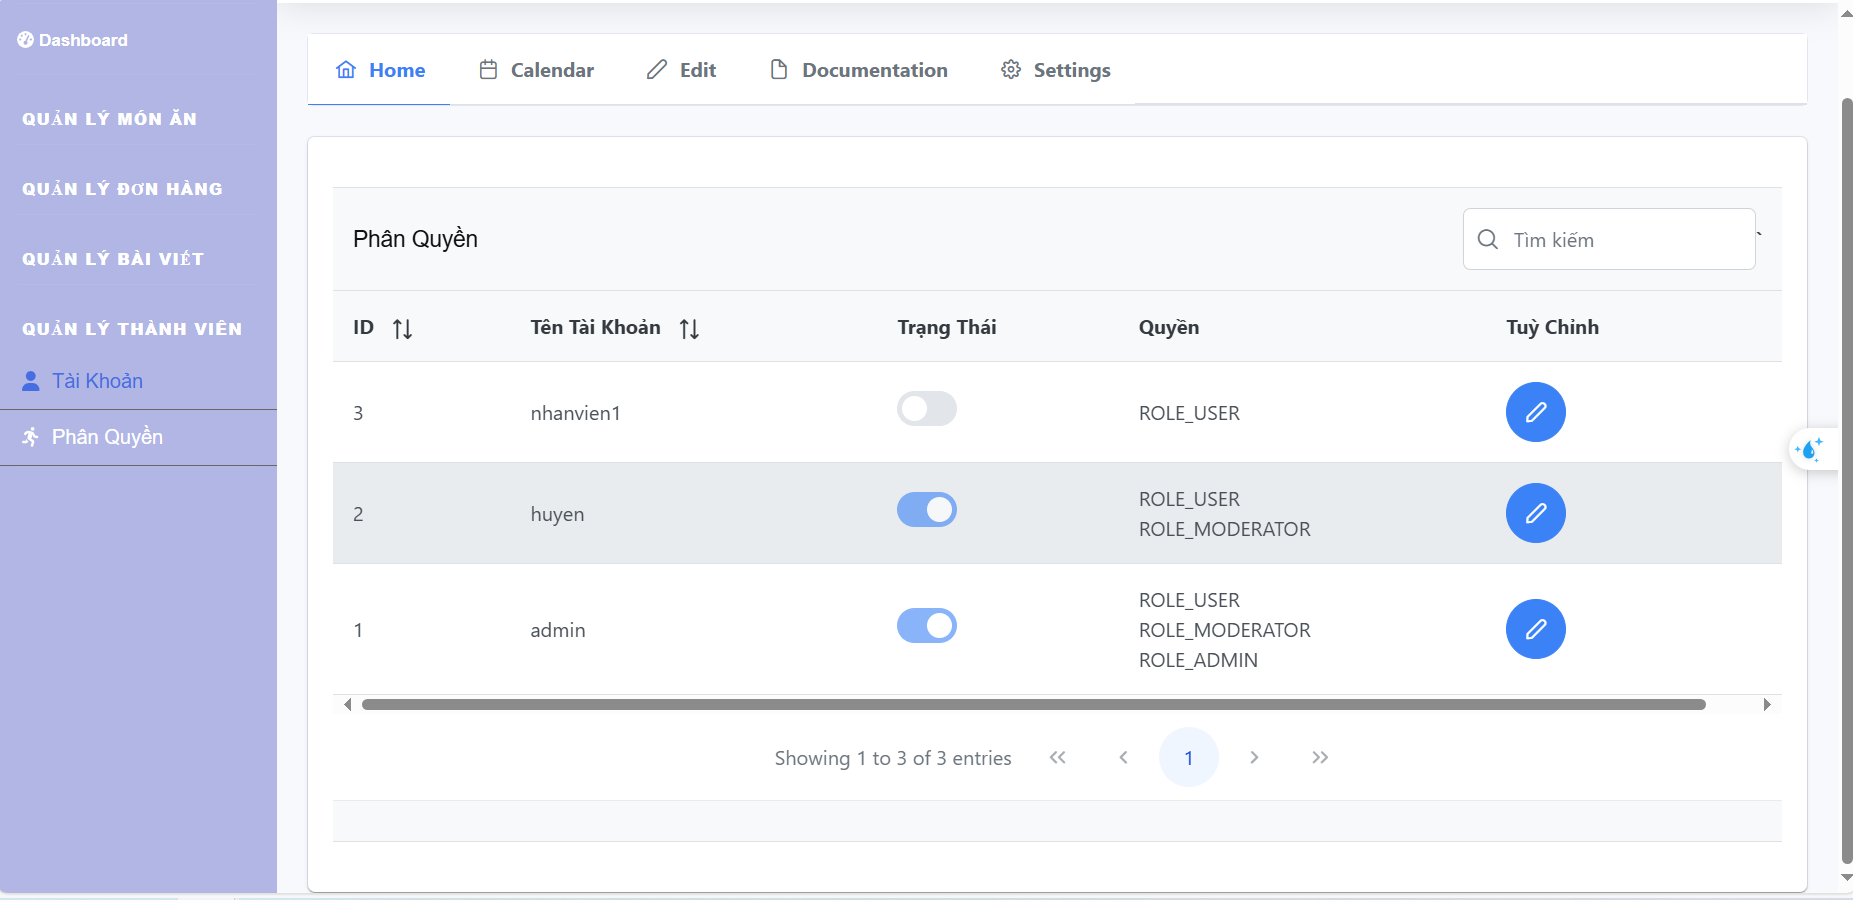 Dashboard
QUẢN LÝ MÓN ĂN
QUẢN LÝ ĐƠN HÀNG
QUẢN LÝ BÀI VIẾT
QUẢN LÝ THÀNH VIÊN
Tài Khoản
Phân Quyền
Home Calendar Edit Documentation Settings
Phân Quyền
Tìm kiếm `
ID Tên Tài Khoản Trạng Thái Quyền Tuỳ Chỉnh
3 nhanvien1 ROLE_USER
2 huyen ROLE_USER
ROLE_MODERATOR
1 admin ROLE_USER
ROLE_MODERATOR
ROLE_ADMIN
Showing 1 to 3 of 3 entries 1